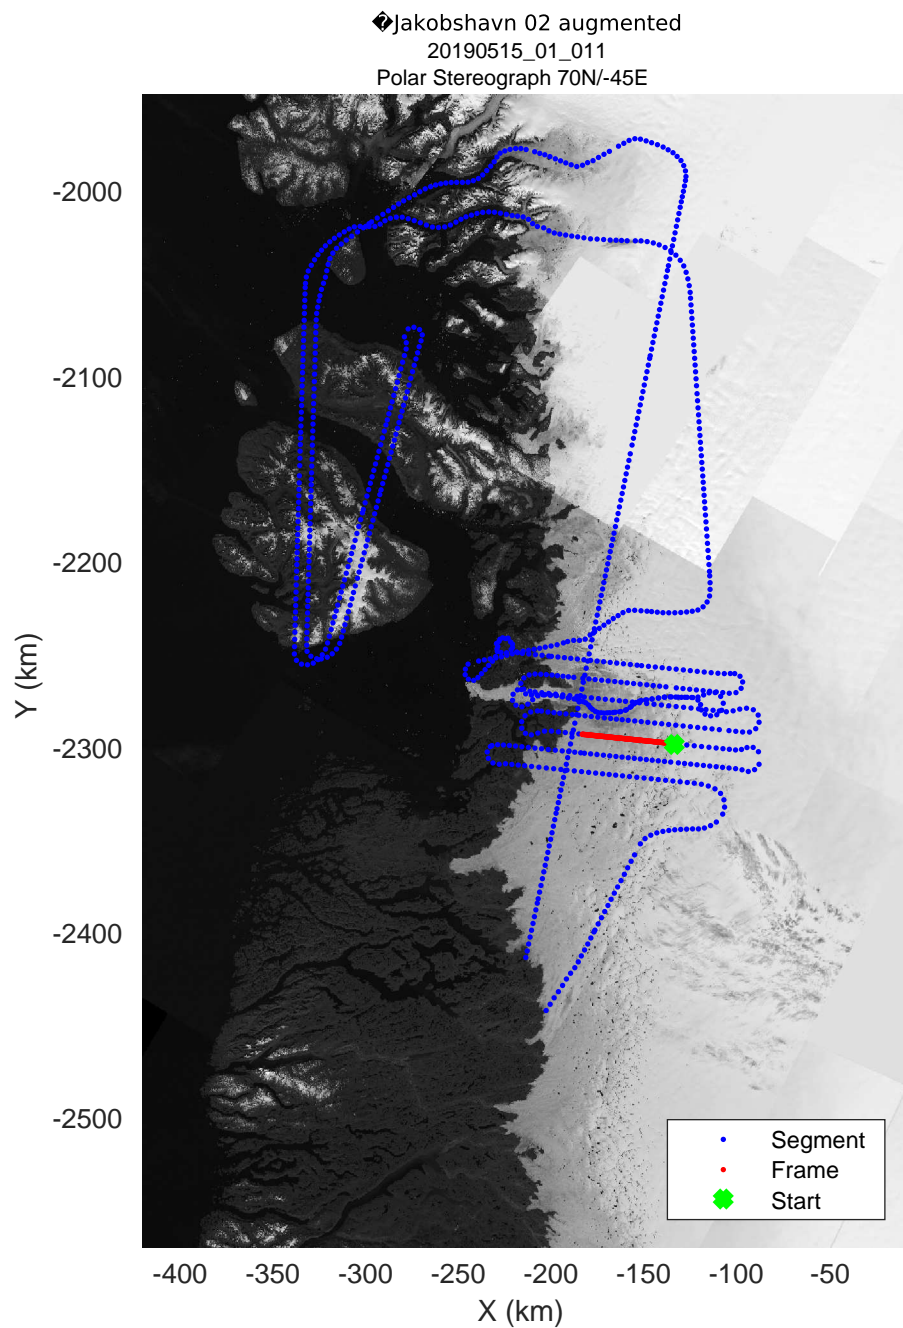 �Jakobshavn 02 augmented
20190515_01_011
Polar Stereograph 70N/-45E
-2000
-2100
-2200
-2300
-2400
-2500
Y (km)
Segment
Frame
Start
-400 -350 -300 -250 -200 -150 -100 -50
X (km)